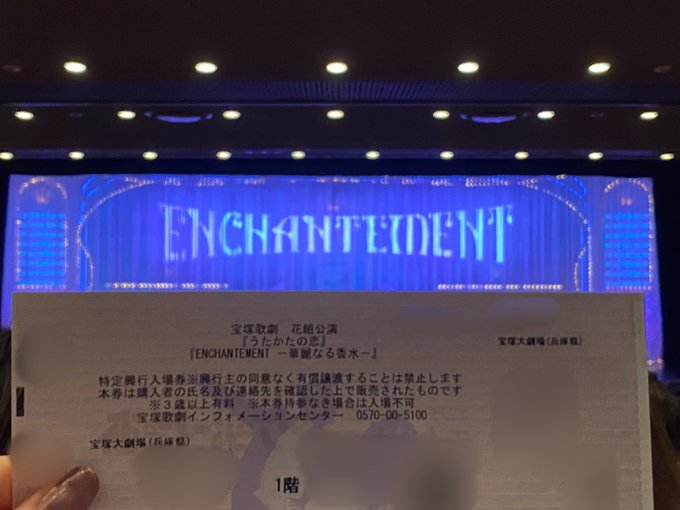 ENCHANTEMENT
宝塚歌劇 花組公演
『うたかたの恋』
『ENCHANTEMENT －華麗なる香水－』
宝塚大劇場(兵庫県)
特定興行入場券※興行主の同意なく有償譲渡することは禁止します
本券は購入者の氏名及び連絡先を確認した上で販売されたものです
※３歳以上有料 ※本券持参なき場合は入場不可
宝塚歌劇インフォメーションセンター 0570-00-5100
宝塚大劇場(兵庫県)
1階